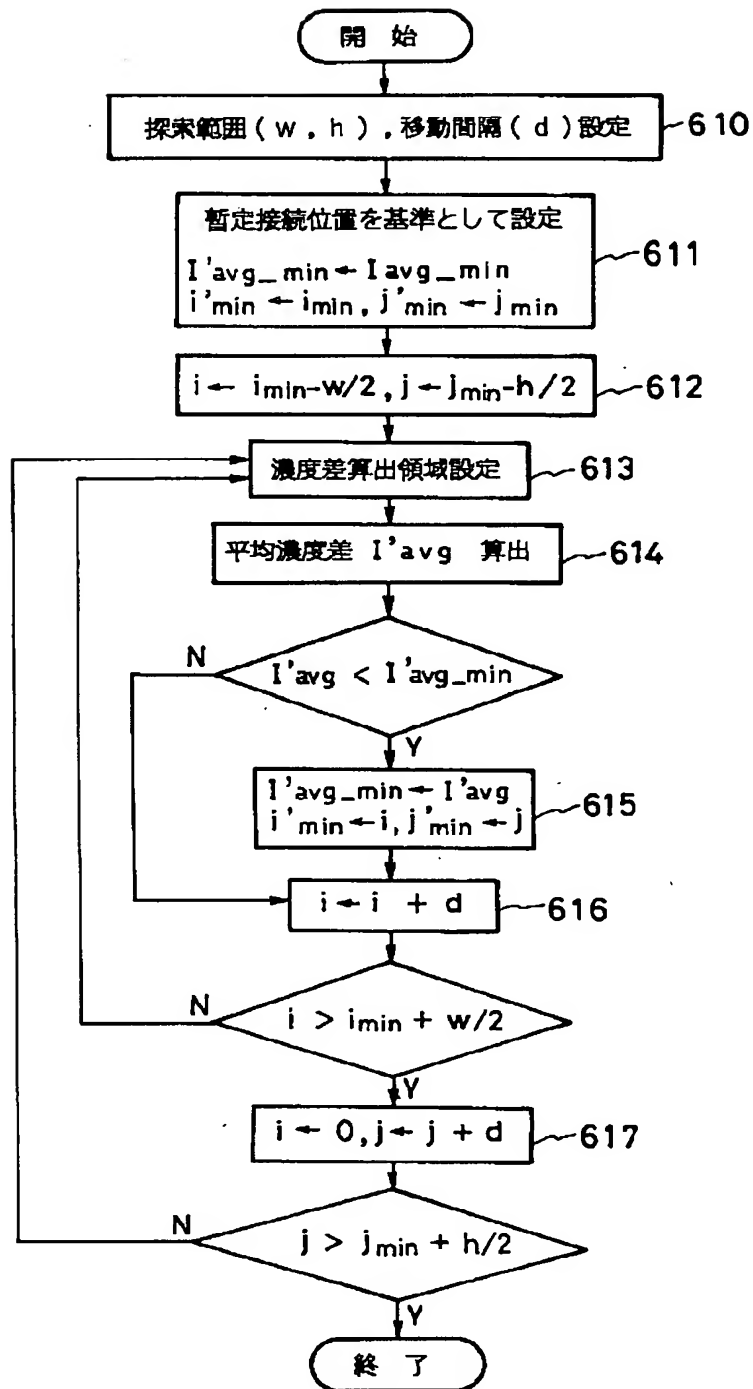 開 始
探索範囲(w,h),移動間隔(d)設定
610
暫定接続位置を基準として設定
I'avg_min←Iavg_min
i'min←imin,j'min←jmin
611
i←imin-w/2,j←jmin-h/2
612
濃度差算出領域設定
613
平均濃度差 I'avg 算出
614
N
I'avg < I'avg_min
Y
I'avg_min←I'avg
i'min←i,j'min←j
615
i←i + d
616
N
i > imin + w/2
Y
i←0,j←j + d
617
N
j > jmin + h/2
Y
終 了